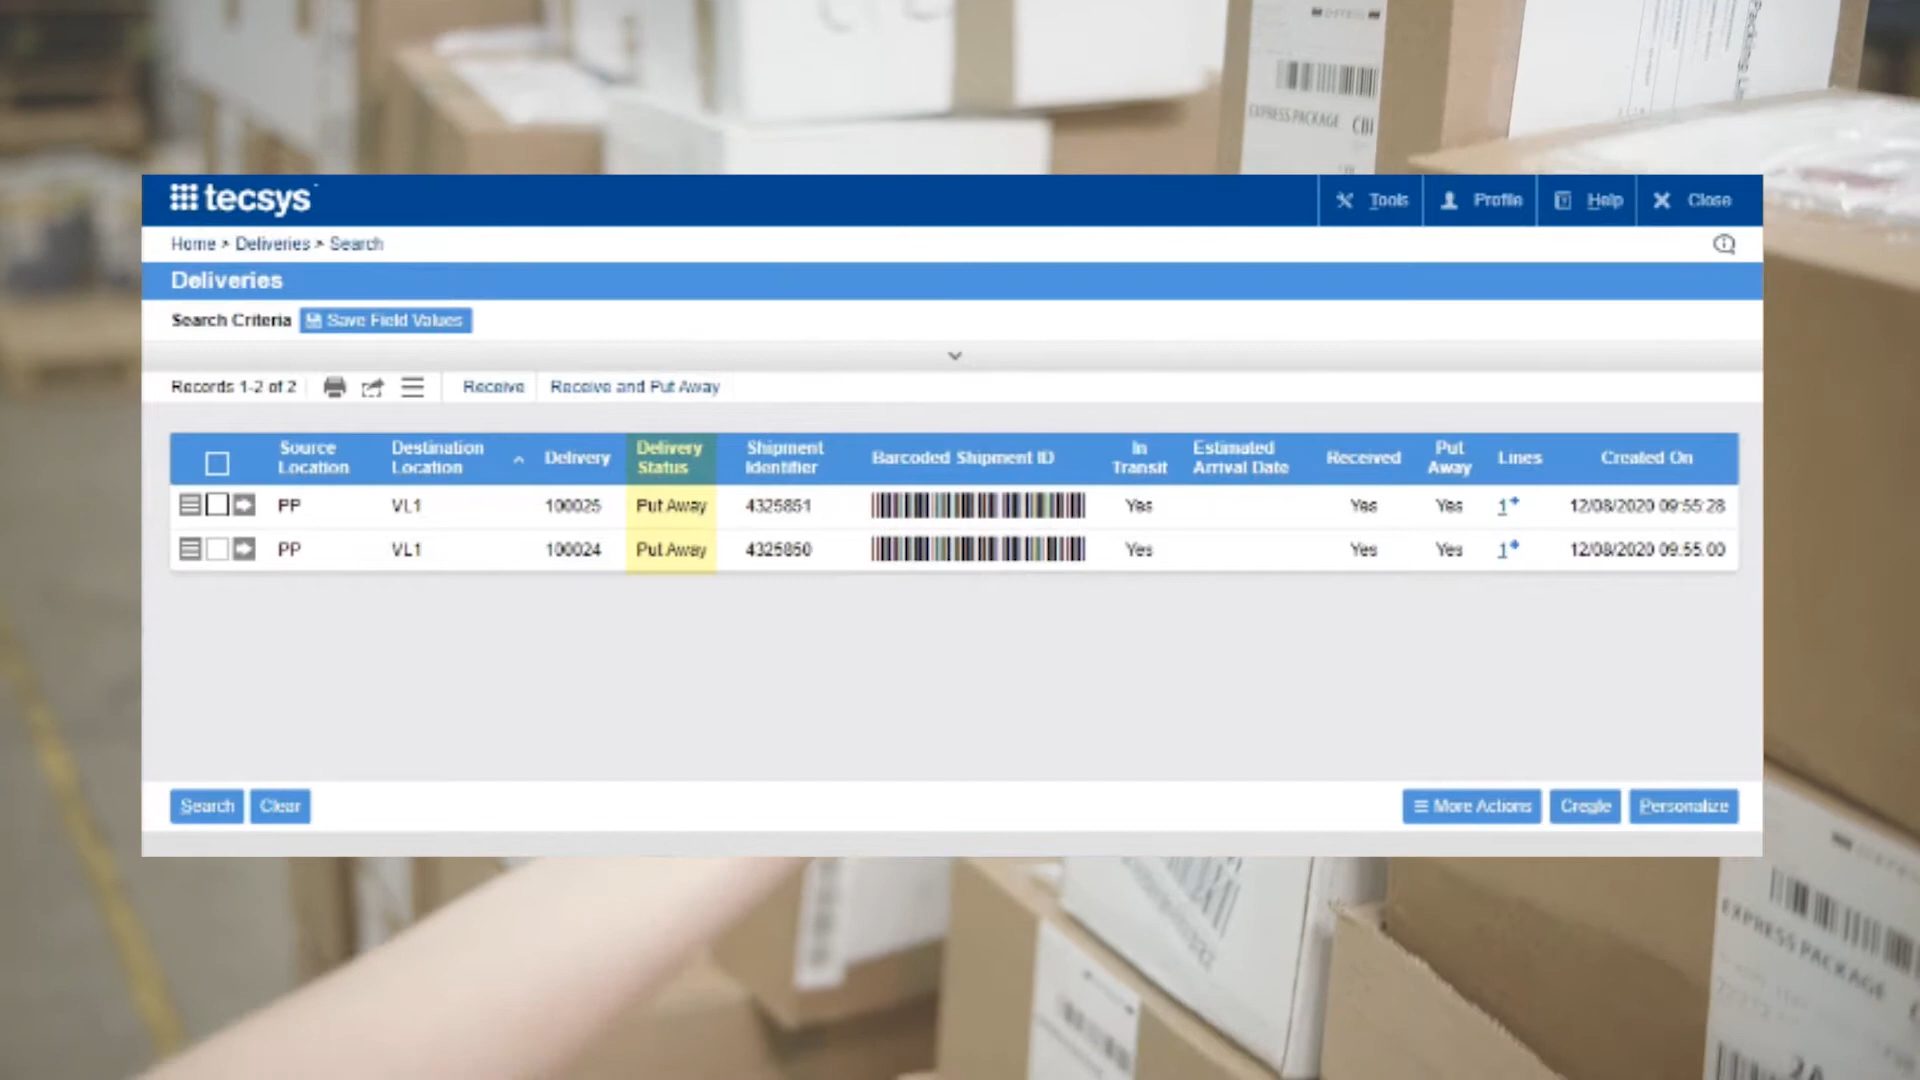 EXPRESS PACKAGE CBI
tecsys
Tools Profile Help Close
Home > Deliveries > Search
Deliveries
Search Criteria Save Field Values
Records 1-2 of 2 Receive Receive and Put Away
Source Location Destination Location Delivery Delivery Status Shipment Identifier Barcoded Shipment ID In Transit Estimated Arrival Date Received Put Away Lines Created On
PP VL1 100025 Put Away 4325851 Yes Yes Yes 1+ 12/08/2020 09:55:28
PP VL1 100024 Put Away 4325850 Yes Yes Yes 1+ 12/08/2020 09:55:00
Search Clear More Actions Create Personalize
EXPRESS PACKAGE